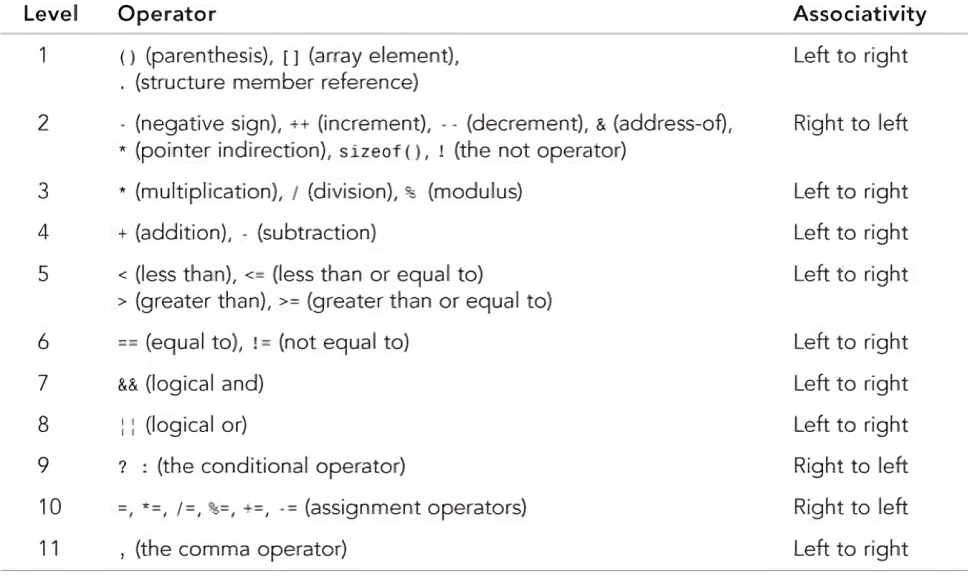 Level Operator Associativity
1 () (parenthesis), [] (array element), Left to right
. (structure member reference)
2 - (negative sign), ++ (increment), -- (decrement), & (address-of), Right to left
* (pointer indirection), sizeof(), ! (the not operator)
3 * (multiplication), / (division), % (modulus) Left to right
4 + (addition), - (subtraction) Left to right
5 < (less than), <= (less than or equal to) Left to right
> (greater than), >= (greater than or equal to)
6 == (equal to), != (not equal to) Left to right
7 && (logical and) Left to right
8 ¦¦ (logical or) Left to right
9 ? : (the conditional operator) Right to left
10 =, *=, /=, %=, +=, -= (assignment operators) Right to left
11 , (the comma operator) Left to right